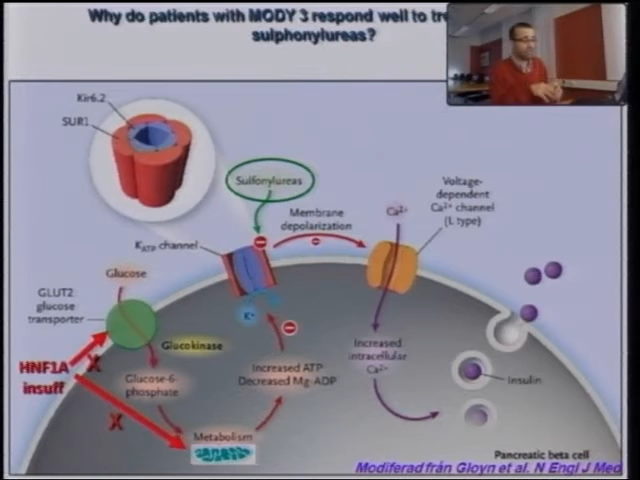 Why do patients with MODY 3 respond well to
sulphonylureas?
Kir6.2
SUR1
Sulfonylureas
Voltage-
dependent
Ca2+ channel
(L type)
Membrane
depolarization
Ca2+
KATP channel
Glucose
GLUT2
glucose
transporter
K+
Glucokinase
HNF1A
insuff
X
X
Glucose-6-
phosphate
Increased ATP
Decreased Mg-ADP
Increased
intracellular
Ca2+
Insulin
Metabolism
Pancreatic beta cell
Modiferad från Gloyn et al. N Engl J Med